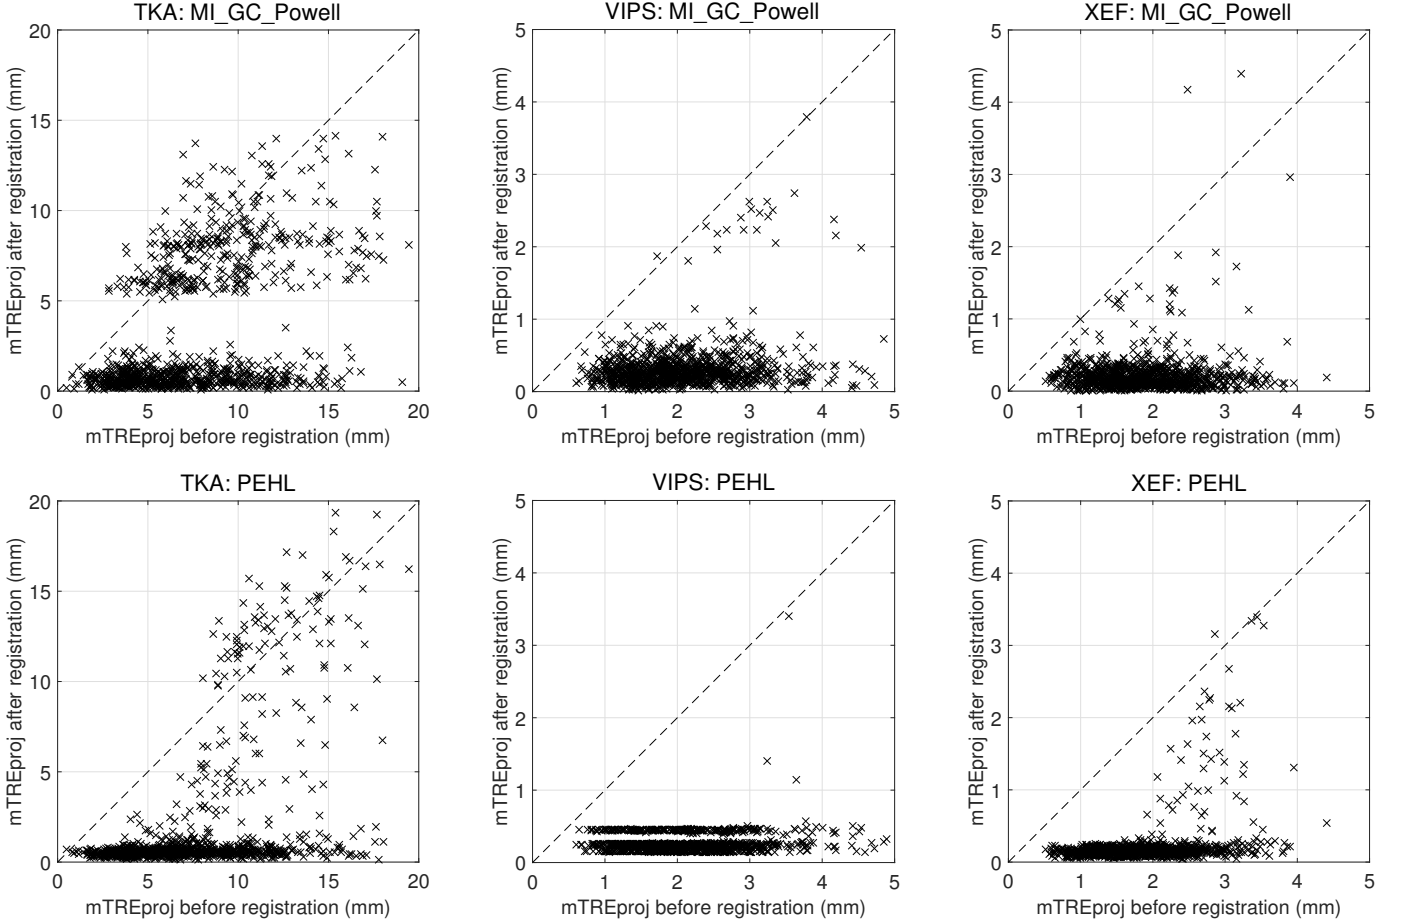 TKA: MI_GC_Powell
VIPS: MI_GC_Powell
XEF: MI_GC_Powell
20
15
10
5
0
mTREproj after registration (mm)
0 5 10 15 20
mTREproj before registration (mm)
5
4
3
2
1
0
mTREproj after registration (mm)
0 1 2 3 4 5
mTREproj before registration (mm)
5
4
3
2
1
0
mTREproj after registration (mm)
0 1 2 3 4 5
mTREproj before registration (mm)
TKA: PEHL
VIPS: PEHL
XEF: PEHL
20
15
10
5
0
mTREproj after registration (mm)
0 5 10 15 20
mTREproj before registration (mm)
5
4
3
2
1
0
mTREproj after registration (mm)
0 1 2 3 4 5
mTREproj before registration (mm)
5
4
3
2
1
0
mTREproj after registration (mm)
0 1 2 3 4 5
mTREproj before registration (mm)